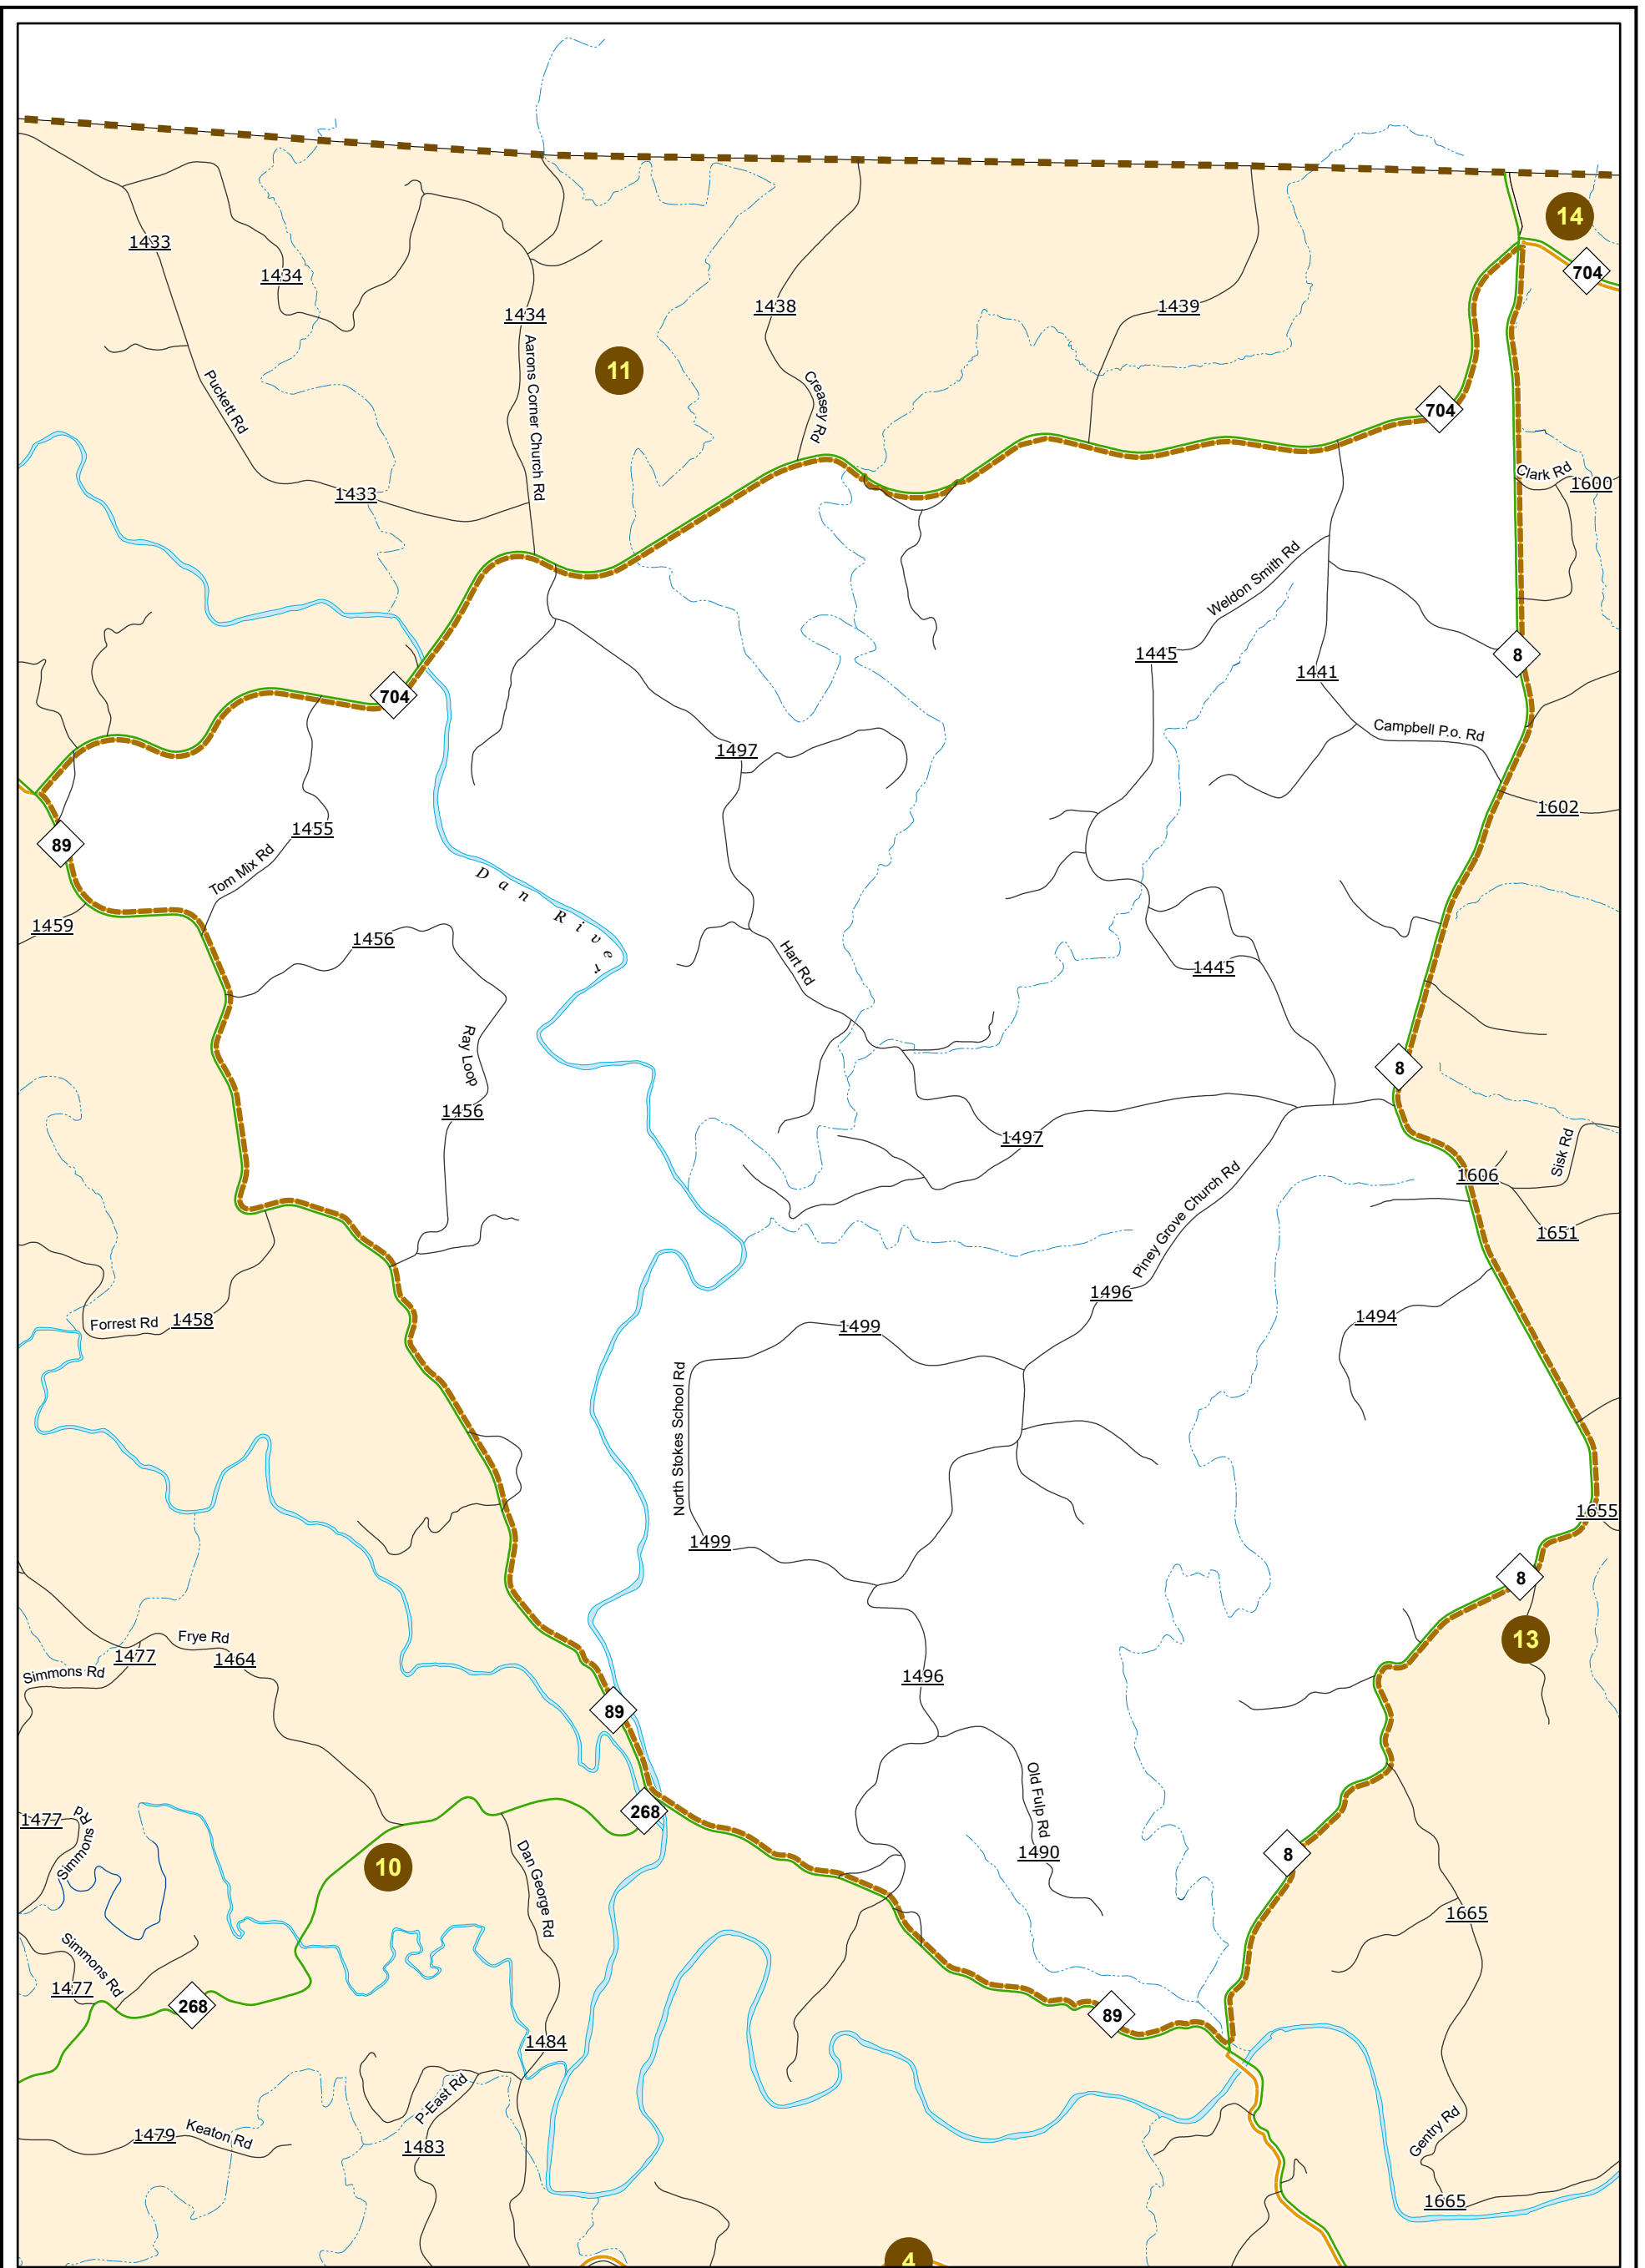 14
704
1433
1434
1434
1438
1439
Aarons Corner Church Rd
11
Puckett Rd
Creasey Rd
704
Clark Rd
1600
1433
Weldon Smith Rd
1445
8
1441
704
Campbell P.o. Rd
1497
1602
1455
89
Tom Mix Rd
Dan River
1459
1456
Hart Rd
1445
Ray Loop
8
1456
1497
Sisk Rd
1606
Piney Grove Church Rd
1651
1496
1494
Forrest Rd
1458
1499
North Stokes School Rd
1655
1499
8
13
Frye Rd
1477
1464
Simmons Rd
1496
89
268
1477
Simmons Rd
Old Fulp Rd
1490
8
10
Dan George Rd
1665
Simmons Rd
1477
268
89
1484
P-East Rd
1479
Keaton Rd
1483
Gentry Rd
1665
4